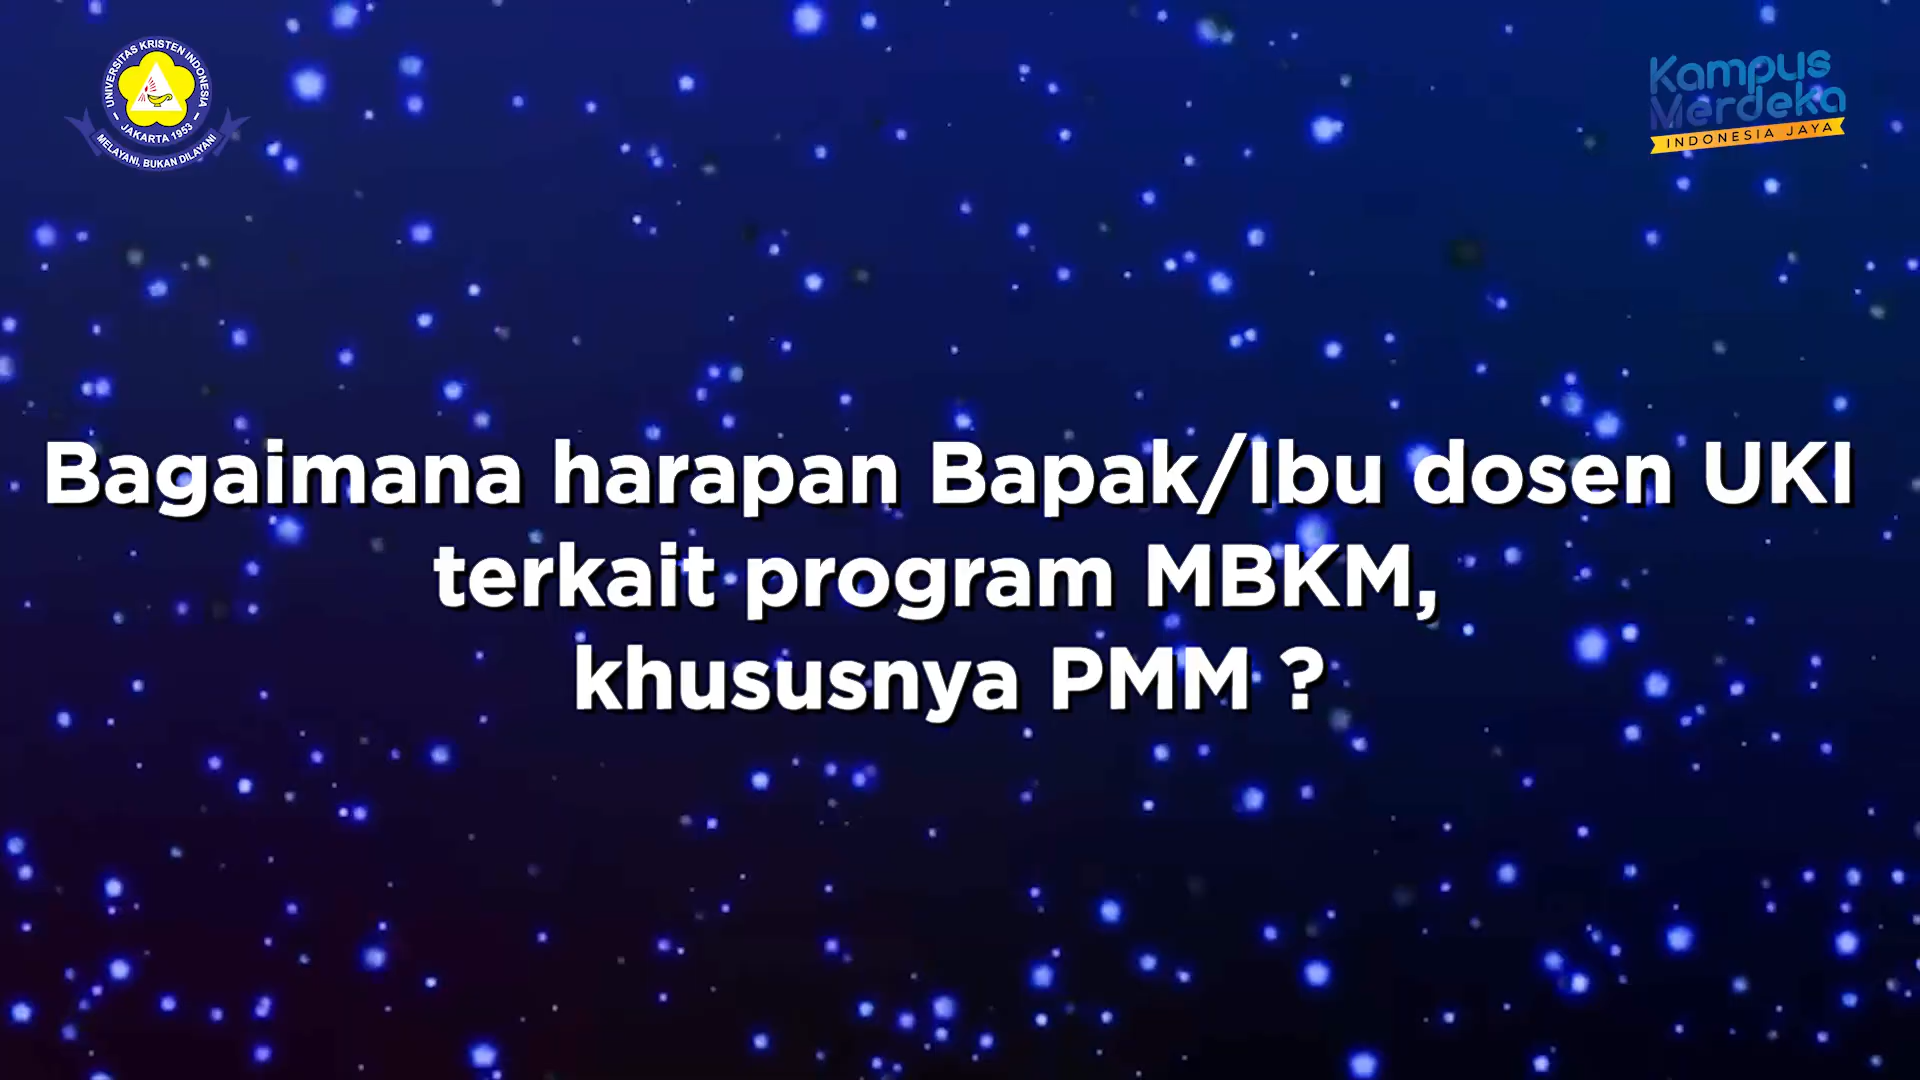 UNIVERSITAS KRISTEN INDONESIA
- JAKARTA 1953 -
MELAYANI, BUKAN DILAYANI
Kampus
Merdeka
INDONESIA JAYA
Bagaimana harapan Bapak/Ibu dosen UKI
terkait program MBKM,
khususnya PMM ?